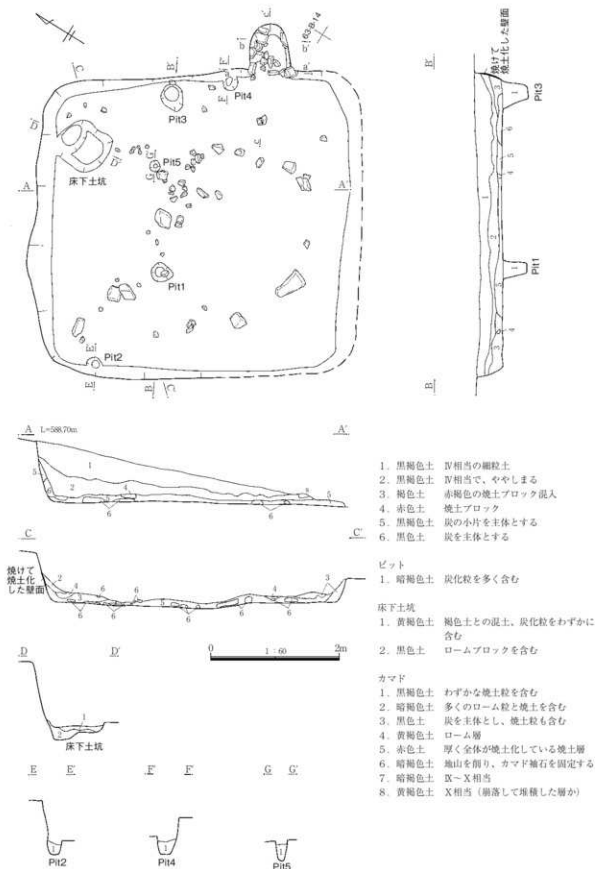 C'
63B-14
B'
F
F'
Pit4
Pit3
C
D
D'
床下土坑
G
G'
Pit5
A
A'
Pit1
E
E'
Pit2
B
C'
B'
焼けて
焼土化した壁面
Pit3
Pit1
B
A L=588.70m
A'
C
C'
焼けて
焼土化
した壁面
D
D'
床下土坑
0 1:60 2m
E
E'
F
F'
G
G'
Pit2
Pit4
Pit5
1. 黒褐色土 Ⅳ相当の細粒土
2. 黒褐色土 Ⅳ相当で、ややしまる
3. 褐色土 赤褐色の焼土ブロック混入
4. 赤色土 焼土ブロック
5. 黒褐色土 炭の小片を主体とする
6. 黒色土 炭を主体とする
ピット
1. 暗褐色土 炭化粒を多く含む
床下土坑
1. 黄褐色土 褐色土との混土、炭化粒をわずかに
含む
2. 黒色土 ロームブロックを含む
カマド
1. 黒褐色土 わずかな焼土粒を含む
2. 暗褐色土 多くのローム粒と焼土を含む
3. 黒色土 炭を主体とし、焼土粒も含む
4. 黄褐色土 ローム層
5. 赤色土 厚く全体が焼土化している焼土層
6. 暗褐色土 地山を削り、カマド袖石を固定する
7. 暗褐色土 Ⅸ～Ⅹ相当
8. 黄褐色土 Ⅹ相当（崩落して堆積した層か）